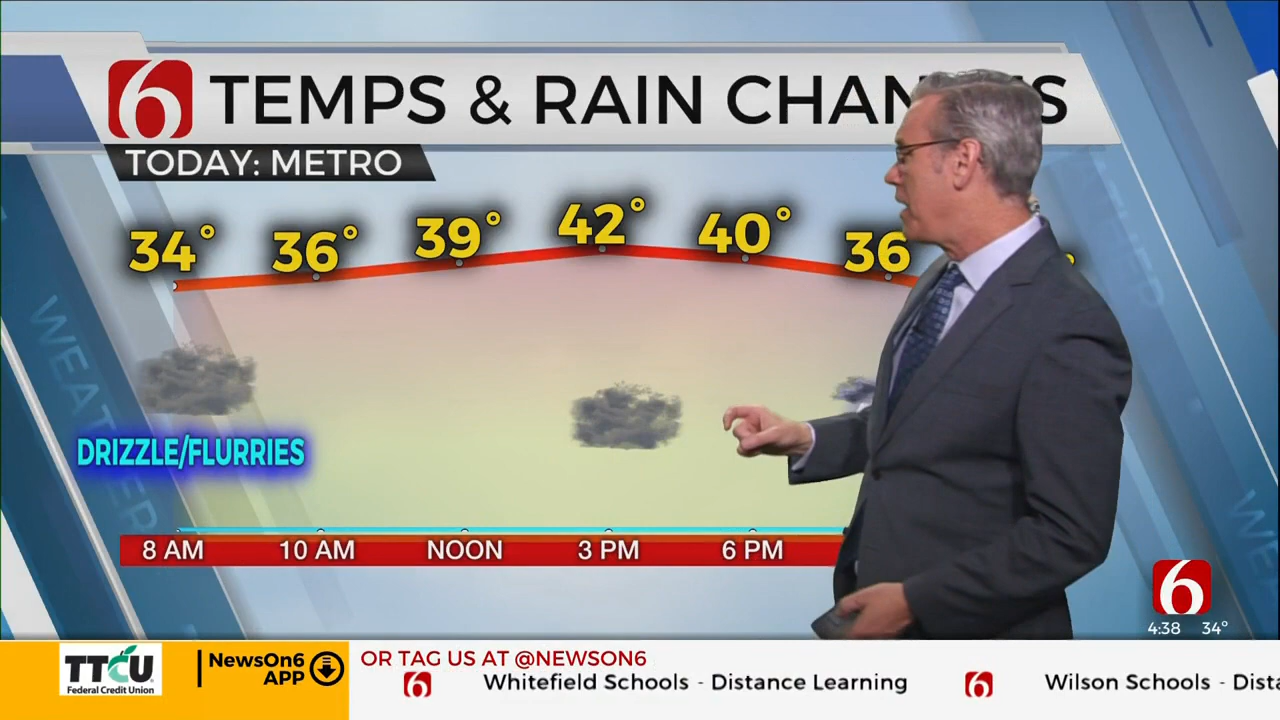 6 TEMPS & RAIN CHAN S
TODAY: METRO
34° 36° 39° 42° 40° 36 °
DRIZZLE/FLURRIES
8 AM 10 AM NOON 3 PM 6 PM
6
4:38 34°
TTCU
Federal Credit Union
NewsOn6
APP
OR TAG US AT @NEWSON6
6 Whitefield Schools - Distance Learning 6 Wilson Schools - Dista